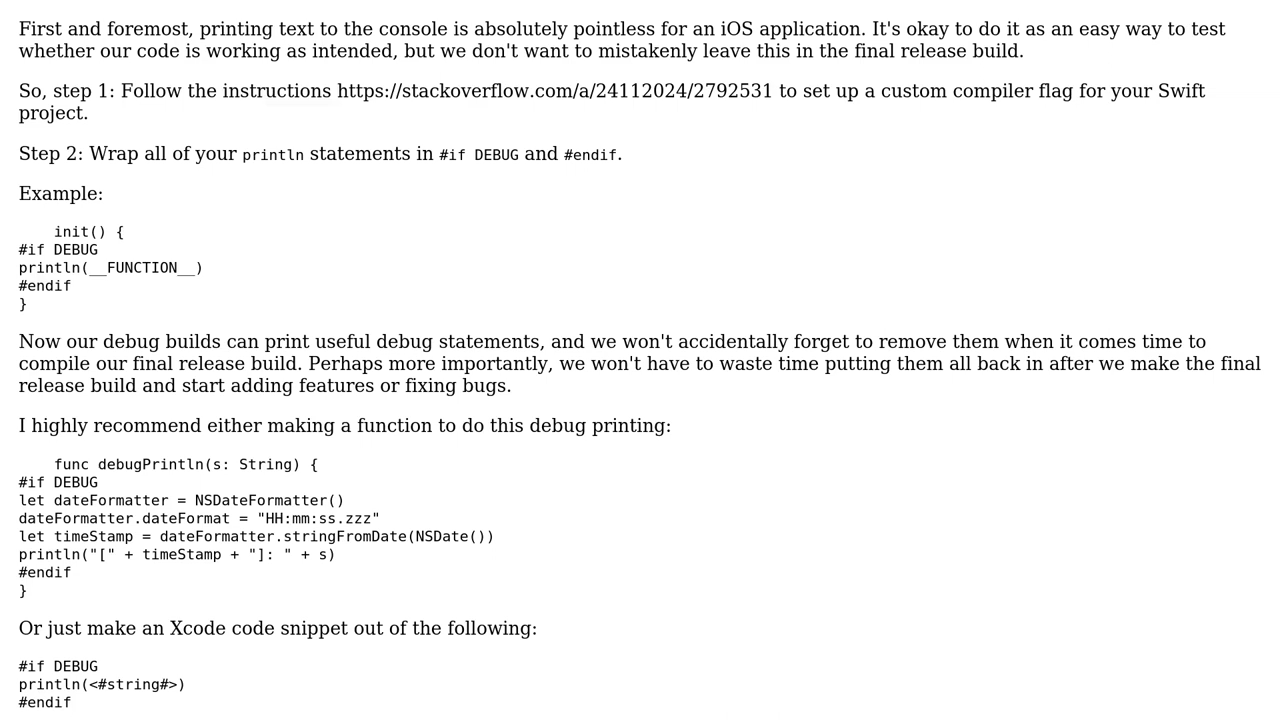 First and foremost, printing text to the console is absolutely pointless for an iOS application. It's okay to do it as an easy way to test
whether our code is working as intended, but we don't want to mistakenly leave this in the final release build.
So, step 1: Follow the instructions https://stackoverflow.com/a/24112024/2792531 to set up a custom compiler flag for your Swift
project.
Step 2: Wrap all of your println statements in #if DEBUG and #endif.
Example:
    init() {
#if DEBUG
println(__FUNCTION__)
#endif
}
Now our debug builds can print useful debug statements, and we won't accidentally forget to remove them when it comes time to
compile our final release build. Perhaps more importantly, we won't have to waste time putting them all back in after we make the final
release build and start adding features or fixing bugs.
I highly recommend either making a function to do this debug printing:
    func debugPrintln(s: String) {
#if DEBUG
let dateFormatter = NSDateFormatter()
dateFormatter.dateFormat = "HH:mm:ss.zzz"
let timeStamp = dateFormatter.stringFromDate(NSDate())
println("[" + timeStamp + "]: " + s)
#endif
}
Or just make an Xcode code snippet out of the following:
#if DEBUG
println(<#string#>)
#endif